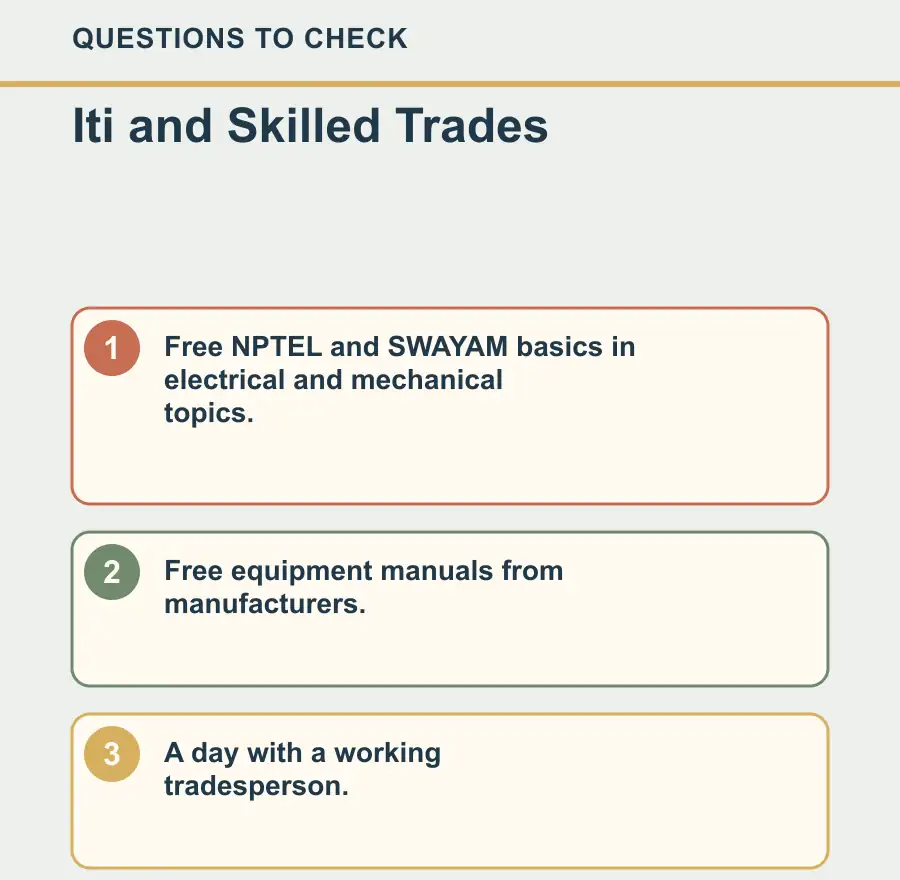 QUESTIONS TO CHECK
Iti and Skilled Trades
1
Free NPTEL and SWAYAM basics in
electrical and mechanical
topics.
2
Free equipment manuals from
manufacturers.
3
A day with a working
tradesperson.